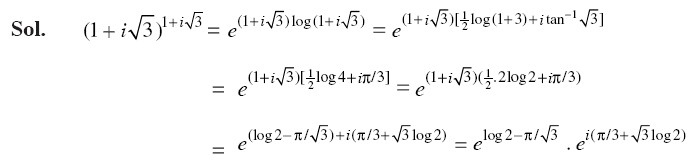 Sol. (1 + i√3)^{1+i√3} = e^{(1+i√3) log (1+i√3)} = e^{(1+i√3)[½ log (1+3) + i tan⁻¹ √3]}
= e^{(1+i√3)[½ log 4+iπ/3]} = e^{(1+i√3)(½.2log 2+iπ/3)}
= e^{(log 2−π/√3)+i(π/3+√3 log 2)} = e^{log 2−π/√3} . e^{i(π/3+√3 log 2)}